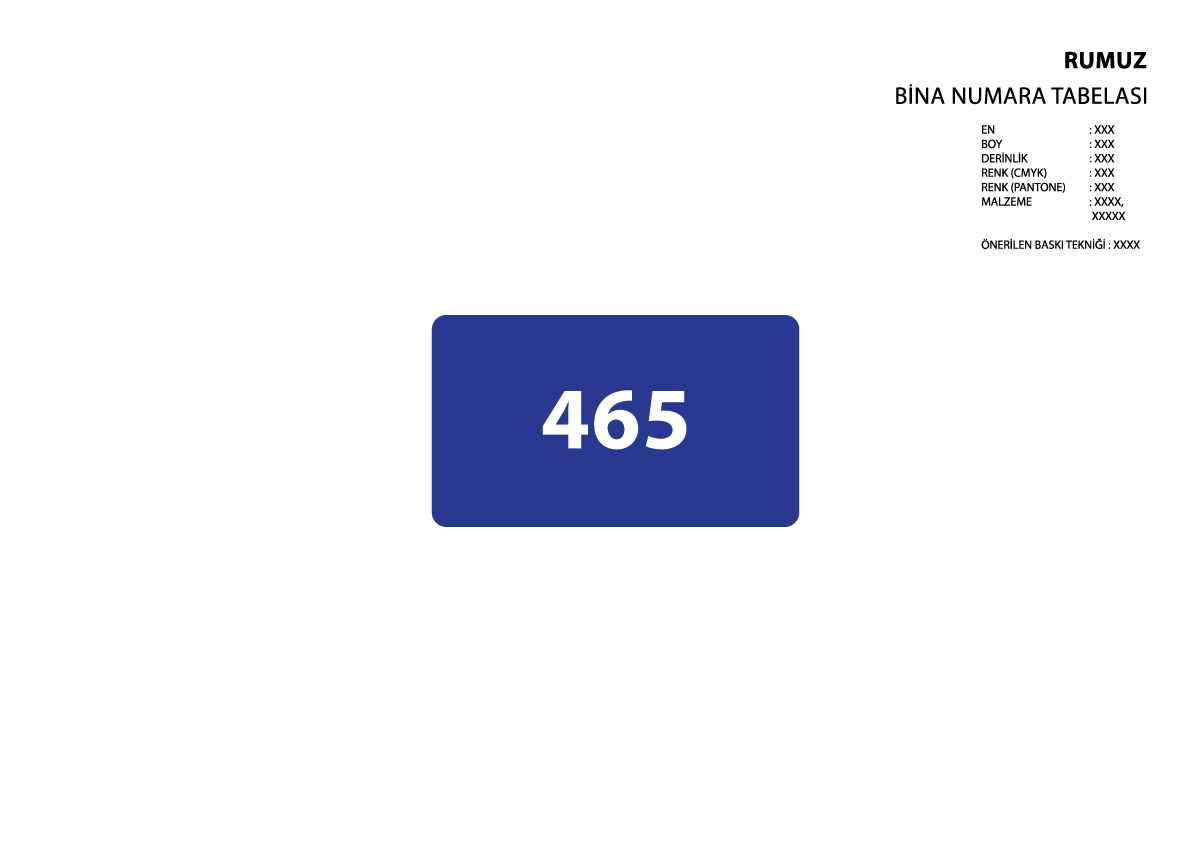 RUMUZ
BİNA NUMARA TABELASI
EN : XXX
BOY : XXX
DERİNLİK : XXX
RENK (CMYK) : XXX
RENK (PANTONE) : XXX
MALZEME : XXXX,
XXXXX
ÖNERİLEN BASKI TEKNİĞİ : XXXX
465